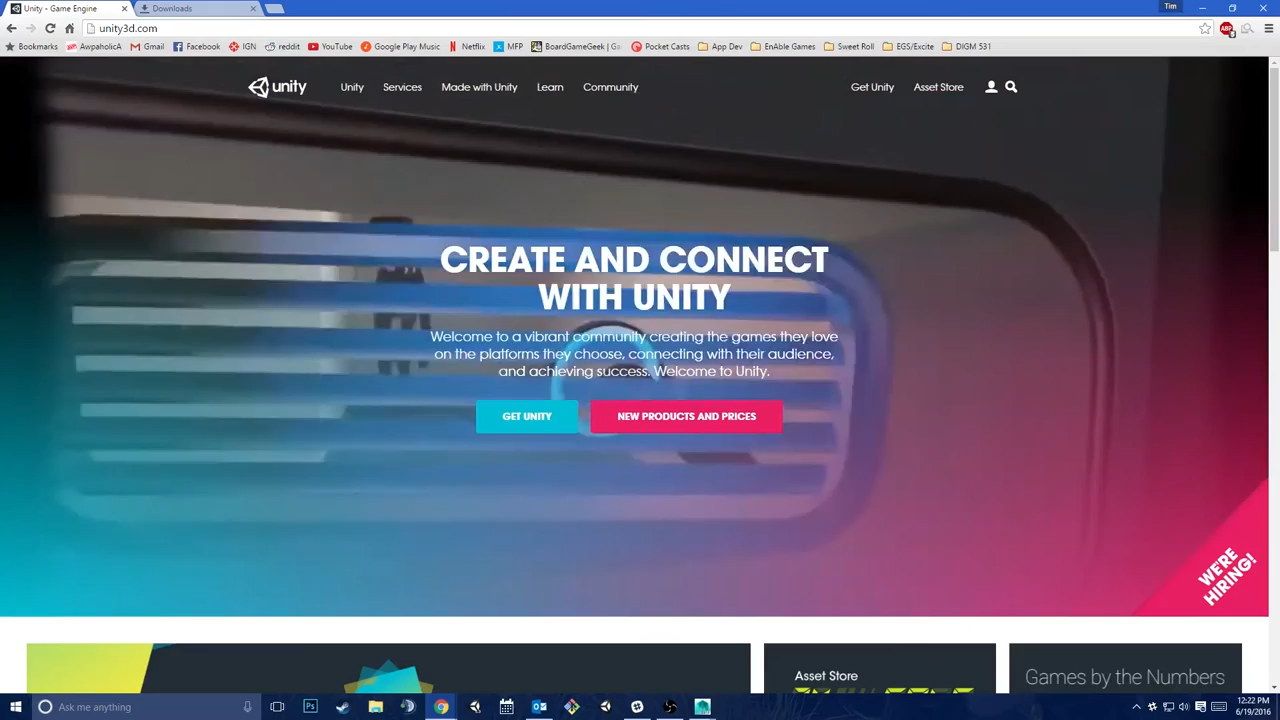 Unity - Game Engine
Downloads
Tim
unity3d.com
Bookmarks AwpaholicA Gmail Facebook IGN reddit YouTube Google Play Music Netflix MFP BoardGameGeek | Ga Pocket Casts App Dev EnAble Games Sweet Roll EGS/Excite DIGM 531
unity Unity Services Made with Unity Learn Community Get Unity Asset Store
CREATE AND CONNECT
WITH UNITY
Welcome to a vibrant community creating the games they love
on the platforms they choose, connecting with their audience,
and achieving success. Welcome to Unity.
GET UNITY NEW PRODUCTS AND PRICES
WE'RE
HIRING!
Asset Store
Games by the Numbers
Ask me anything
12:22 PM
6/19/2016